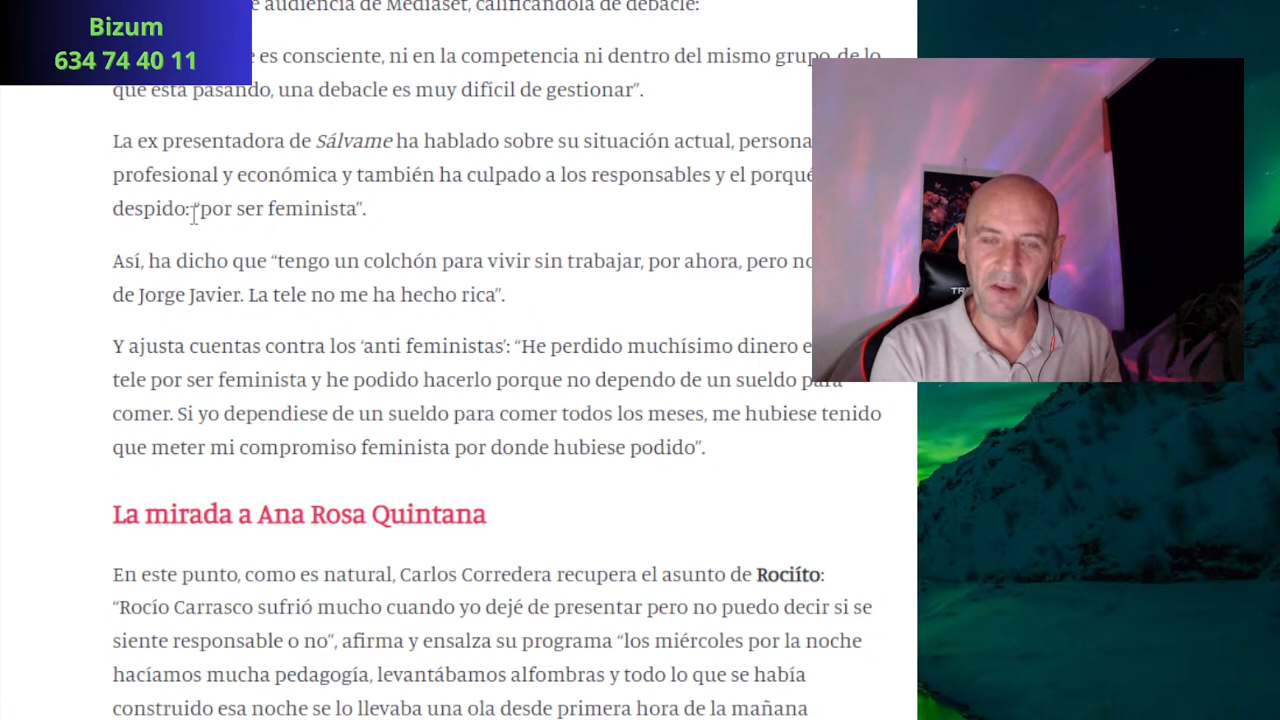 Bizum
634 74 40 11
audiencia de Mediaset, calificándola de debacle:
es consciente, ni en la competencia ni dentro del mismo grupo, de lo
que está pasando, una debacle es muy difícil de gestionar”.
La ex presentadora de Sálvame ha hablado sobre su situación actual,
profesional y económica y también ha culpado a los responsables y el porqué
despido: “por ser feminista”.
Así, ha dicho que “tengo un colchón para vivir sin trabajar, por ahora, pero no
de Jorge Javier. La tele no me ha hecho rica”.
Y ajusta cuentas contra los ‘anti feministas’: “He perdido muchísimo dinero
tele por ser feminista y he podido hacerlo porque no dependo de un sueldo para
comer. Si yo dependiese de un sueldo para comer todos los meses, me hubiese tenido
que meter mi compromiso feminista por donde hubiese podido”.
La mirada a Ana Rosa Quintana
En este punto, como es natural, Carlos Corredera recupera el asunto de Rociíto:
“Rocío Carrasco sufrió mucho cuando yo dejé de presentar pero no puedo decir si se
siente responsable o no”, afirma y ensalza su programa “los miércoles por la noche
hacíamos mucha pedagogía, levantábamos alfombras y todo lo que se había
construido esa noche se lo llevaba una ola desde primera hora de la mañana